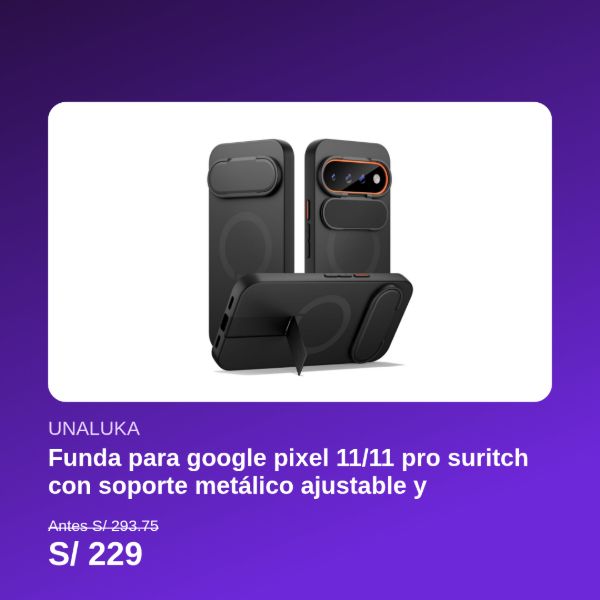 UNALUKA
Funda para google pixel 11/11 pro suritch
con soporte metálico ajustable y
Antes S/ 293.75
S/ 229